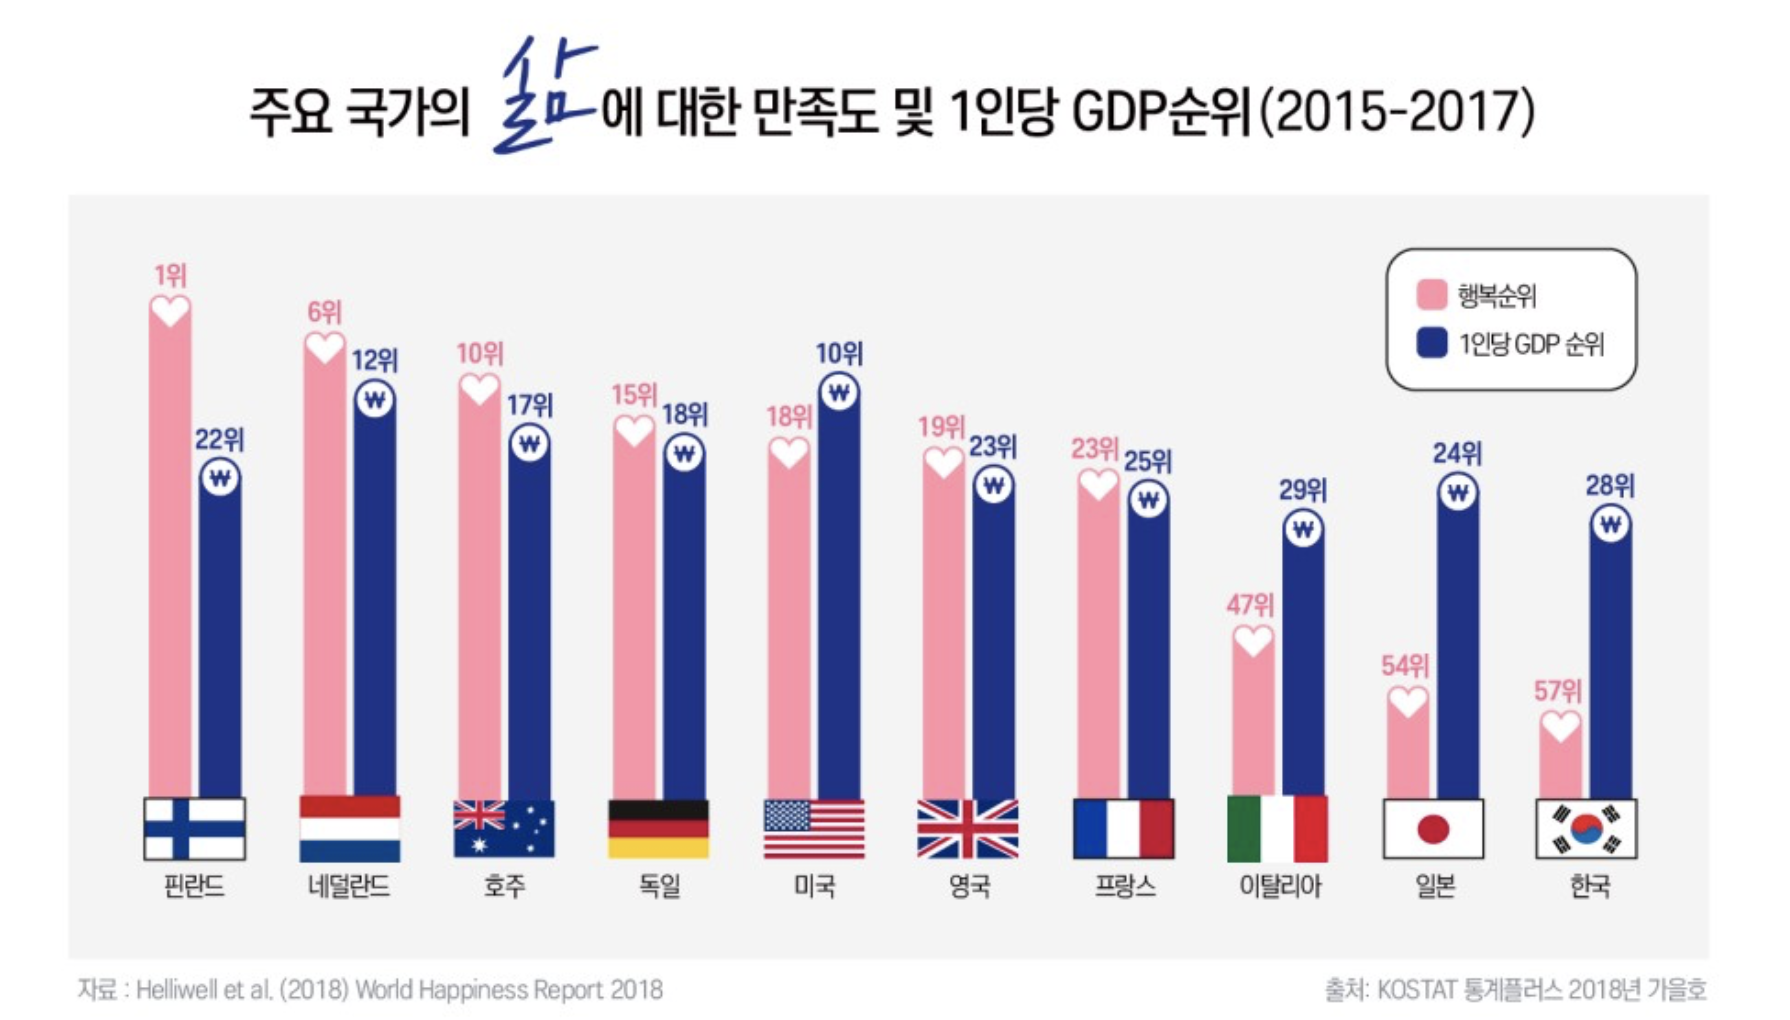 주요 국가의 삶에 대한 만족도 및 1인당 GDP순위(2015-2017)
행복순위
1인당 GDP 순위
1위 22위
6위 12위
10위 17위
15위 18위
18위 10위
19위 23위
23위 25위
47위 29위
54위 24위
57위 28위
₩ ₩ ₩ ₩ ₩ ₩ ₩ ₩ ₩ ₩
핀란드 네덜란드 호주 독일 미국 영국 프랑스 이탈리아 일본 한국
자료 : Helliwell et al. (2018) World Happiness Report 2018
출처: KOSTAT 통계플러스 2018년 가을호